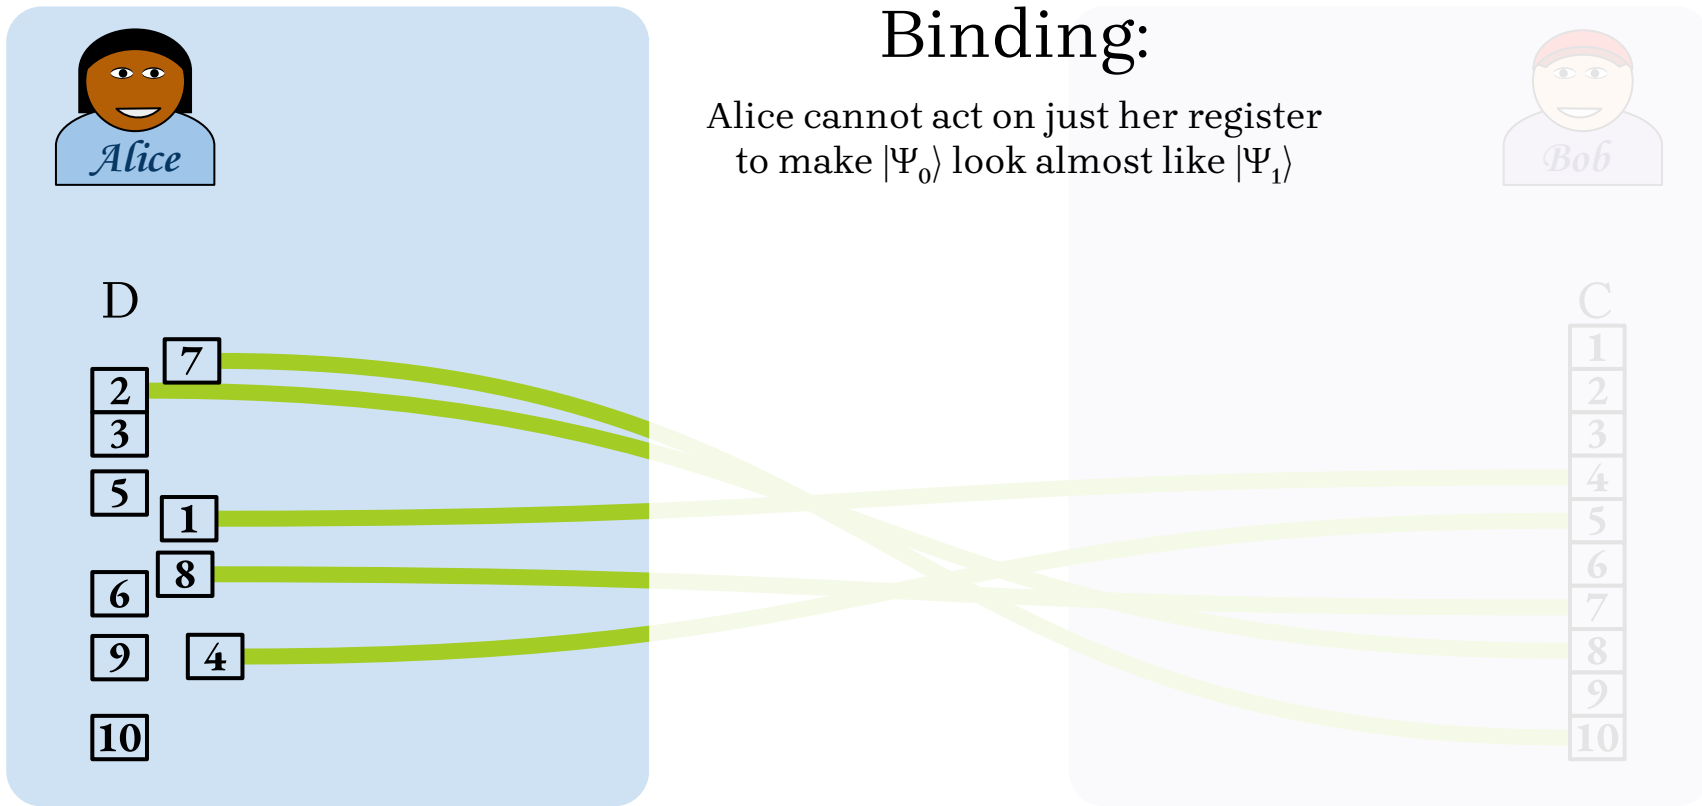 Binding:
Alice cannot act on just her register
to make |Ψ₀⟩ look almost like |Ψ₁⟩
Alice
Bob
D
7
2
3
5
1
8
6
4
9
10
C
1
2
3
4
5
6
7
8
9
10